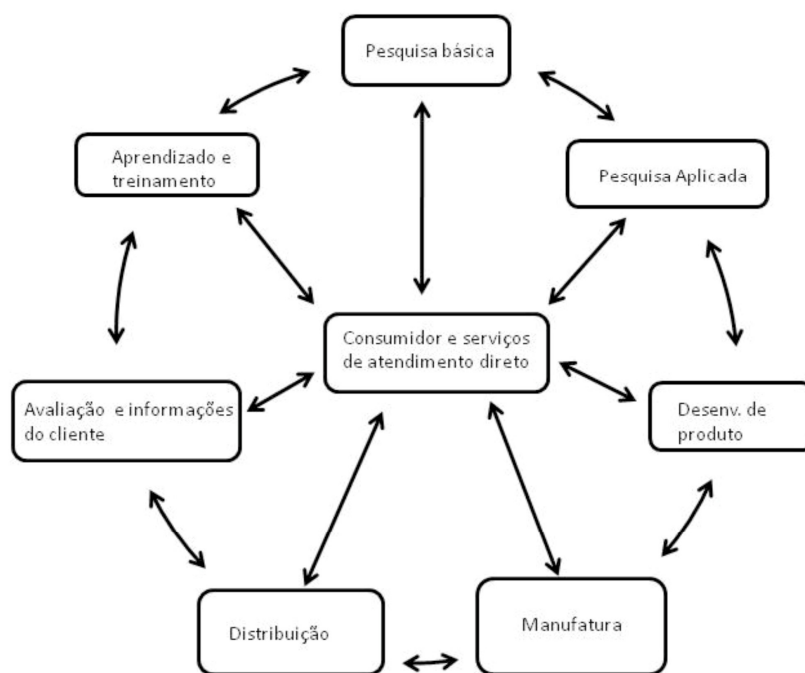 Pesquisa básica
Aprendizado e
treinamento
Pesquisa Aplicada
Consumidor e serviços
de atendimento direto
Avaliação e informações
do cliente
Desenv. de
produto
Distribuição
Manufatura